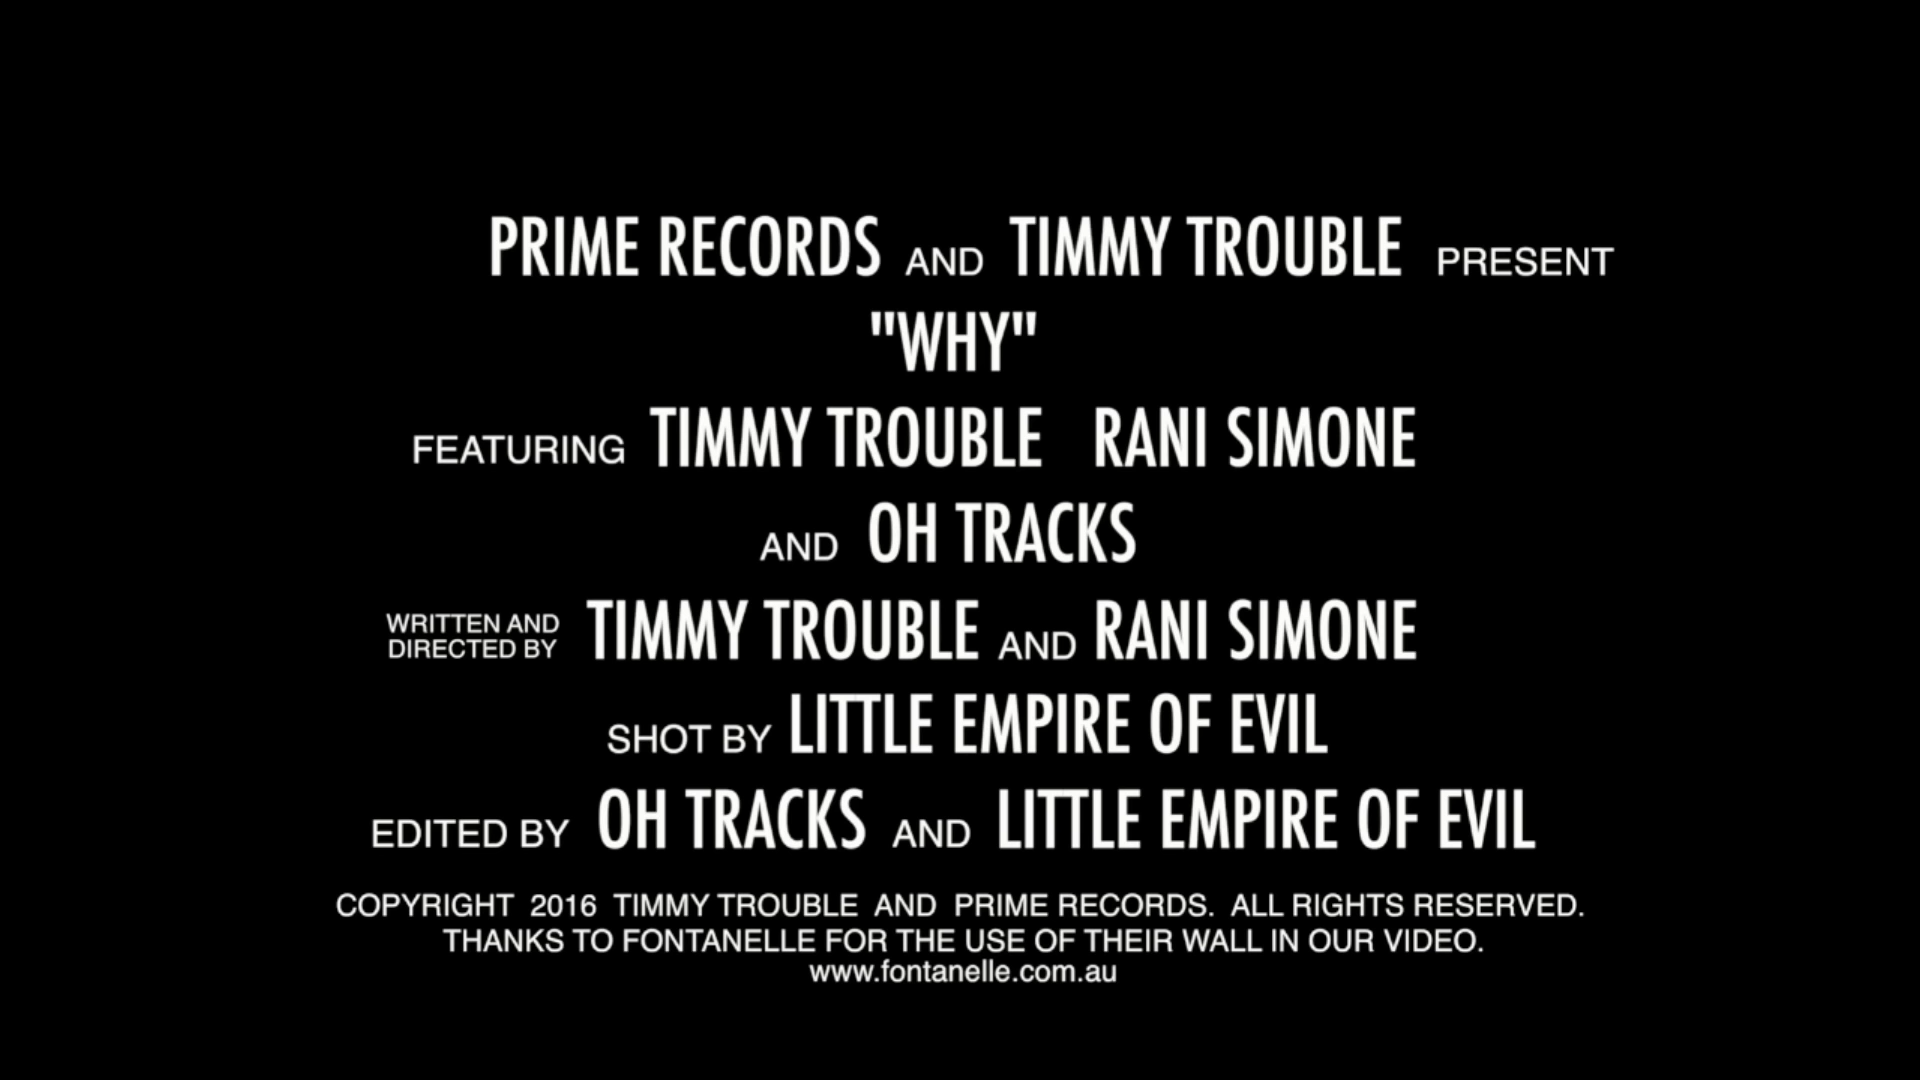 PRIME RECORDS AND TIMMY TROUBLE PRESENT
"WHY"
FEATURING TIMMY TROUBLE RANI SIMONE
AND OH TRACKS
WRITTEN AND DIRECTED BY TIMMY TROUBLE AND RANI SIMONE
SHOT BY LITTLE EMPIRE OF EVIL
EDITED BY OH TRACKS AND LITTLE EMPIRE OF EVIL
COPYRIGHT 2016 TIMMY TROUBLE AND PRIME RECORDS. ALL RIGHTS RESERVED.
THANKS TO FONTANELLE FOR THE USE OF THEIR WALL IN OUR VIDEO.
www.fontanelle.com.au